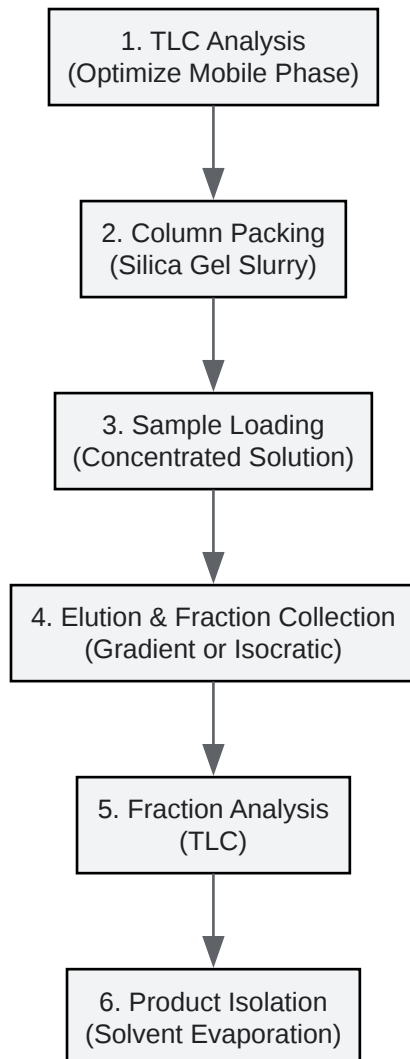 1. TLC Analysis
(Optimize Mobile Phase)
2. Column Packing
(Silica Gel Slurry)
3. Sample Loading
(Concentrated Solution)
4. Elution & Fraction Collection
(Gradient or Isocratic)
5. Fraction Analysis
(TLC)
6. Product Isolation
(Solvent Evaporation)